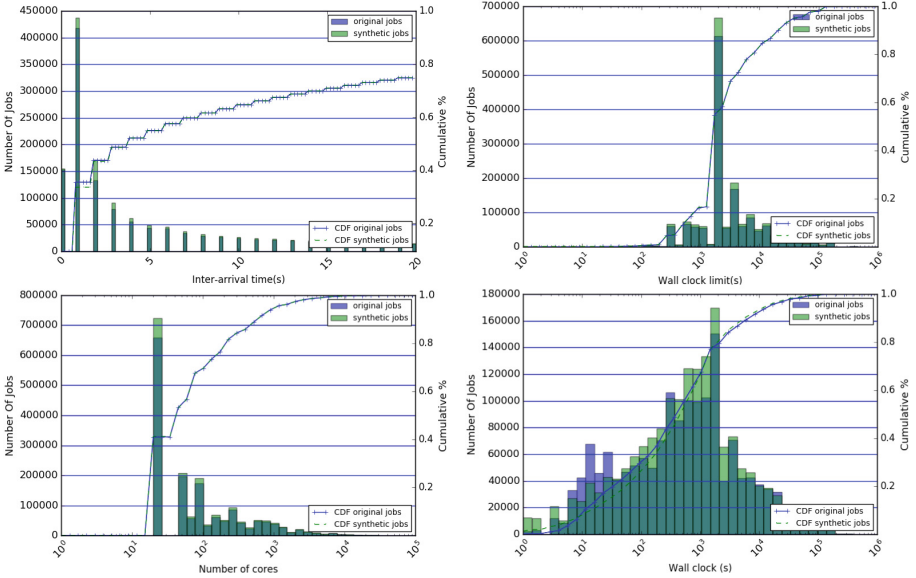 450000
400000
350000
300000
250000
200000
150000
100000
50000
0
Number Of Jobs
1.0
0.8
0.6
0.4
0.2
Cumulative %
original jobs
synthetic jobs
CDF original jobs
CDF synthetic jobs
0 5 10 15 20
Inter-arrival time(s)
700000
600000
500000
400000
300000
200000
100000
0
Number Of Jobs
1.0
0.8
0.6
0.4
0.2
Cumulative %
original jobs
synthetic jobs
CDF original jobs
CDF synthetic jobs
10^0 10^1 10^2 10^3 10^4 10^5 10^6
Wall clock limit(s)
800000
700000
600000
500000
400000
300000
200000
100000
0
Number Of Jobs
1.0
0.8
0.6
0.4
0.2
Cumulative %
original jobs
synthetic jobs
CDF original jobs
CDF synthetic jobs
10^0 10^1 10^2 10^3 10^4 10^5
Number of cores
180000
160000
140000
120000
100000
80000
60000
40000
20000
0
Number Of Jobs
1.0
0.8
0.6
0.4
0.2
Cumulative %
original jobs
synthetic jobs
CDF original jobs
CDF synthetic jobs
10^0 10^1 10^2 10^3 10^4 10^5 10^6
Wall clock (s)